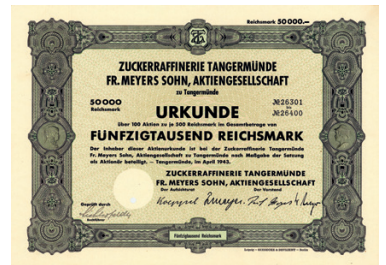 Reichsmark 50000.—
ZUCKERRAFFINERIE TANGERMÜNDE
FR. MEYERS SOHN, AKTIENGESELLSCHAFT
zu Tangermünde
50000
Reichsmark
№26301
bis
№26400
URKUNDE
über 100 Aktien zu je 500 Reichsmark im Gesamtbetrage von
FÜNFZIGTAUSEND REICHSMARK
Der Inhaber dieser Aktienurkunde ist bei der Zuckerraffinerie Tangermünde
Fr. Meyers Sohn, Aktiengesellschaft zu Tangermünde nach Maßgabe der Satzung
als Aktionär beteiligt. – Tangermünde, im April 1943.
ZUCKERRAFFINERIE TANGERMÜNDE
FR. MEYERS SOHN, AKTIENGESELLSCHAFT
Der Aufsichtsrat Der Vorstand
Geprüft durch
Fünfzigtausend Reichsmark